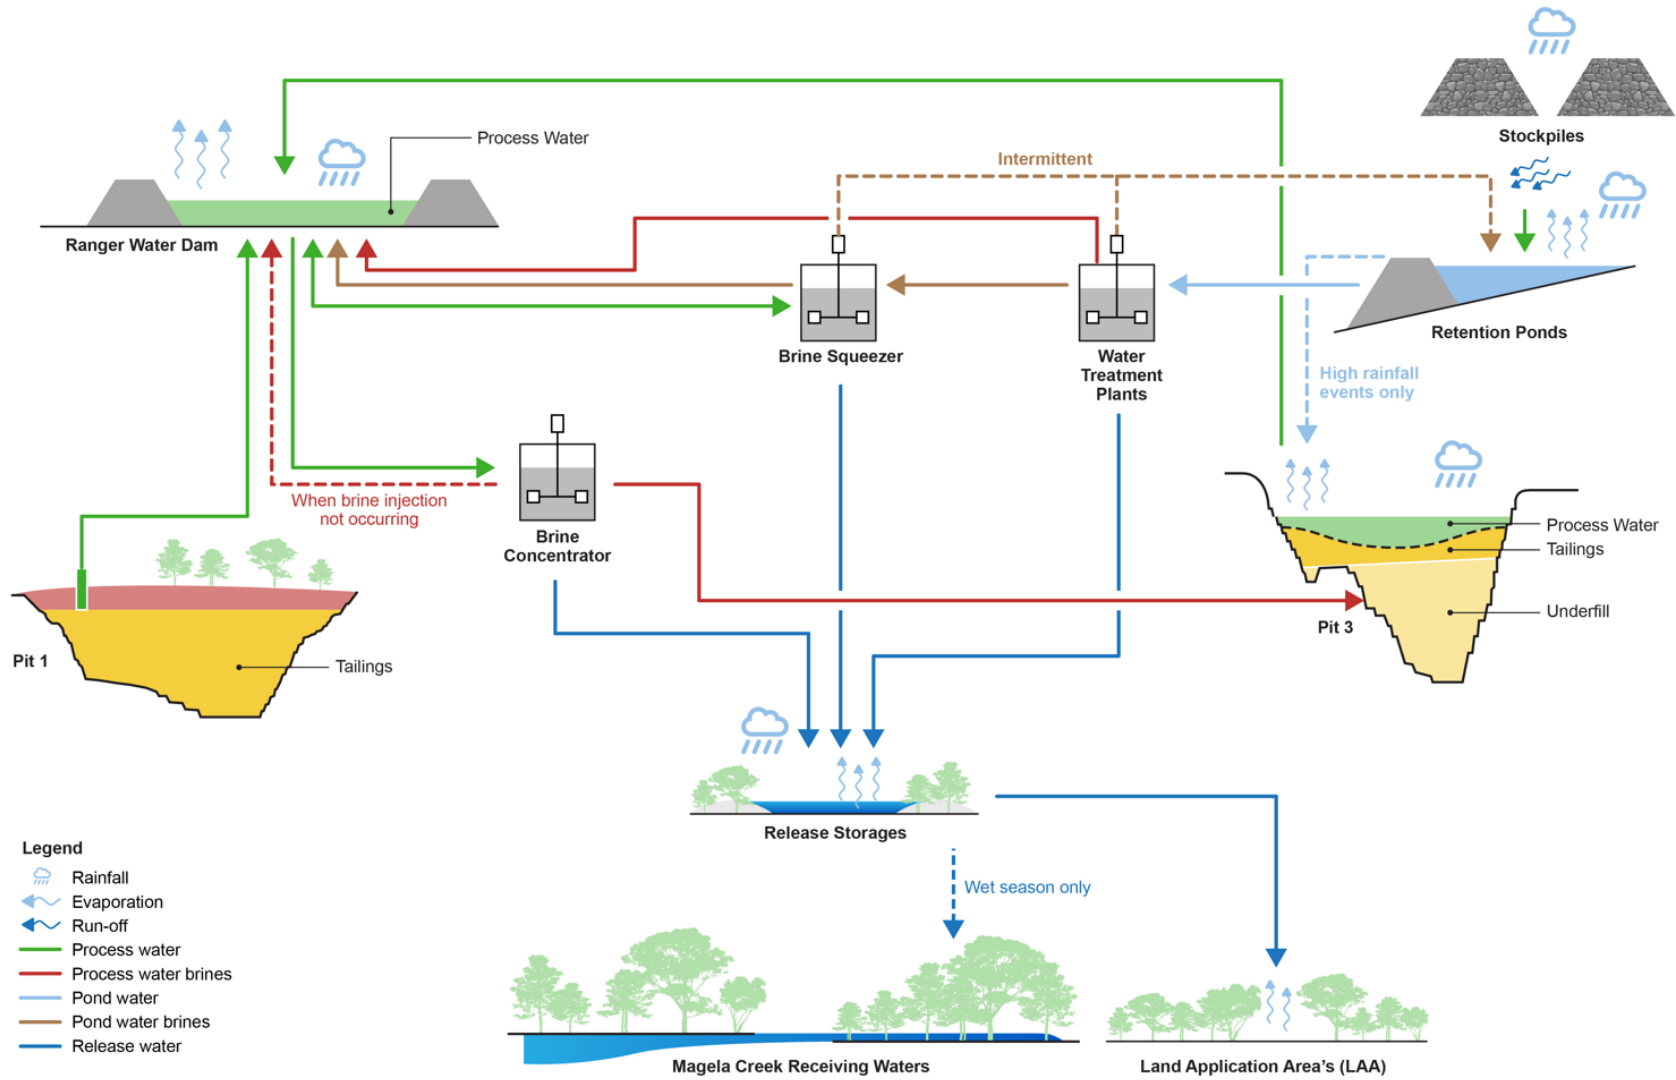 Stockpiles
Process Water
Intermittent
Ranger Water Dam
Retention Ponds
Brine Squeezer
Water
Treatment
Plants
High rainfall
events only
When brine injection
not occurring
Brine
Concentrator
Process Water
Tailings
Underfill
Pit 3
Pit 1
Tailings
Release Storages
Wet season only
Legend
Rainfall
Evaporation
Run-off
Process water
Process water brines
Pond water
Pond water brines
Release water
Magela Creek Receiving Waters
Land Application Area's (LAA)